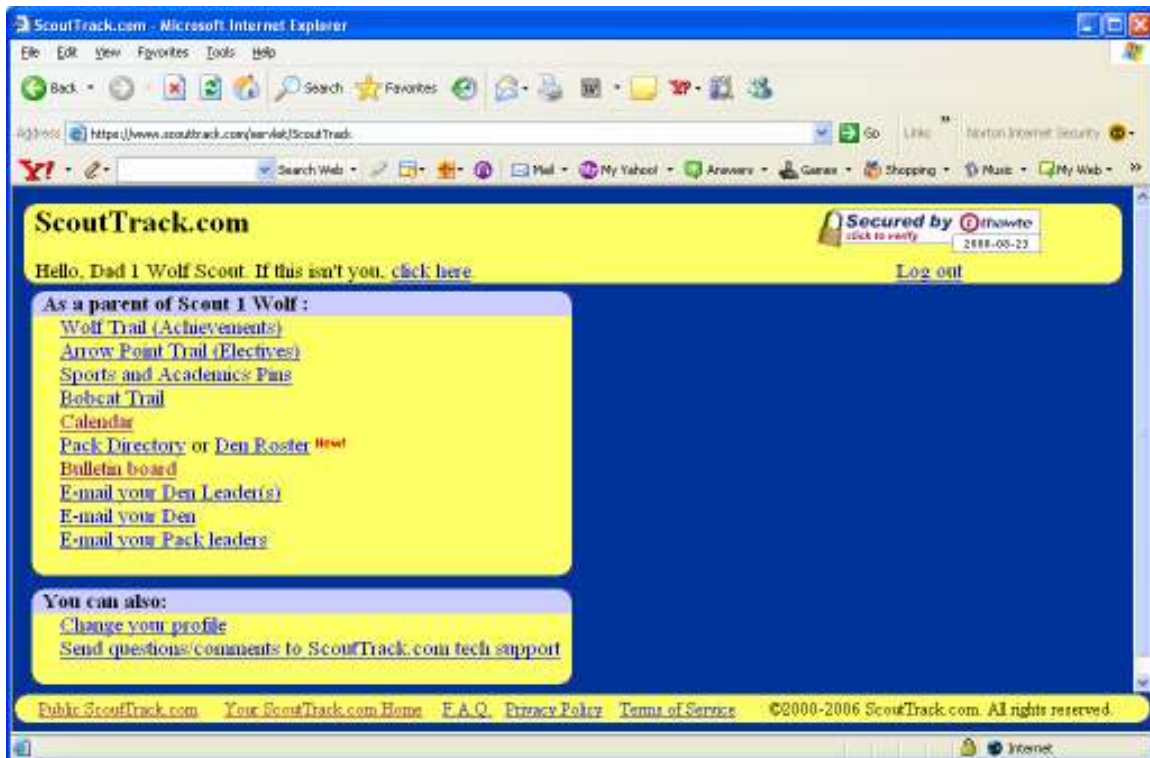 ScoutTrack.com - Microsoft Internet Explorer
File Edit View Favorites Tools Help
Back Search Favorites
Address https://www.scouttrack.com/servlet/ScoutTrack Go Links Norton Internet Security
Y! Search Web Mail My Yahoo! Answers Games Shopping Music My Web
ScoutTrack.com
Secured by thawte
click to verify
2000-08-23
Hello, Dad 1 Wolf Scout. If this isn't you, click here. Log out
As a parent of Scout 1 Wolf :
Wolf Trail (Achievements)
Arrow Point Trail (Electives)
Sports and Academics Pins
Bobcat Trail
Calendar
Pack Directory or Den Roster New!
Bulletin board
E-mail your Den Leader(s)
E-mail your Den
E-mail your Pack leaders
You can also:
Change your profile
Send questions/comments to ScoutTrack.com tech support
Public ScoutTrack.com Your ScoutTrack.com Home F.A.Q. Privacy Policy Terms of Service ©2000-2006 ScoutTrack.com. All rights reserved.
Internet